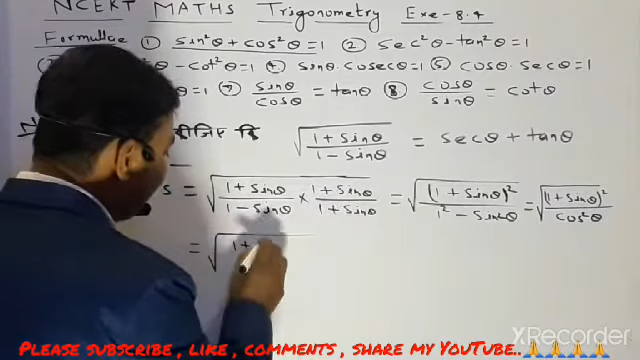 NCERT MATHS Trigonometry Exe-8.4
Formullae ① sin²θ + cos²θ = 1 ② sec²θ - tan²θ = 1
θ - cot²θ = 1 ④ sinθ · cosecθ = 1 ⑤ cosθ · secθ = 1
θ = 1 ⑦ sinθ/cosθ = tanθ ⑧ cosθ/sinθ = cotθ
कि √((1 + sinθ)/(1 - sinθ)) = secθ + tanθ
s = √((1 + sinθ)/(1 - sinθ) × (1 + sinθ)/(1 + sinθ)) = √((1 + sinθ)²/(1² - sin²θ)) = √((1 + sinθ)²/cos²θ)
= √(1 +
XRecorder
Please subscribe , like , comments , share my YouTube..🙏🙏🙏🙏